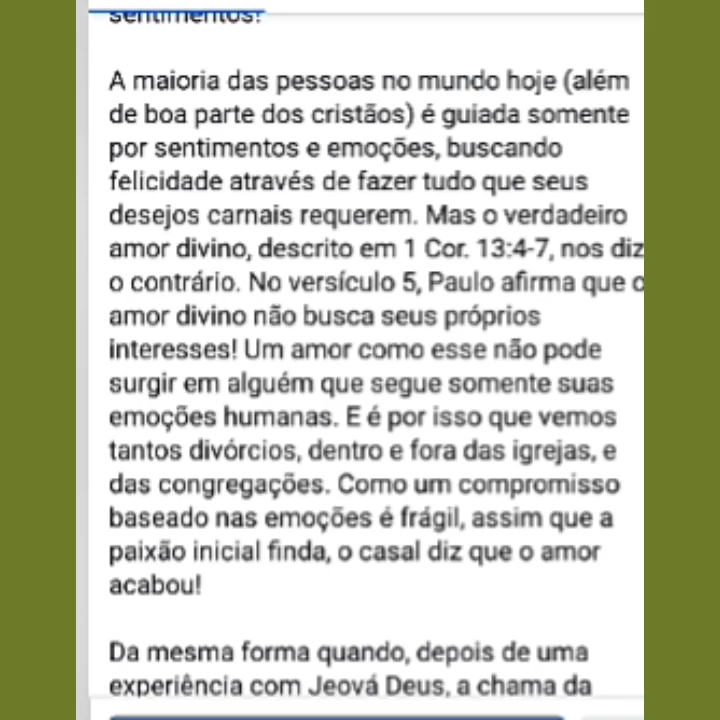 sentimentos!
A maioria das pessoas no mundo hoje (além
de boa parte dos cristãos) é guiada somente
por sentimentos e emoções, buscando
felicidade através de fazer tudo que seus
desejos carnais requerem. Mas o verdadeiro
amor divino, descrito em 1 Cor. 13:4-7, nos diz
o contrário. No versículo 5, Paulo afirma que o
amor divino não busca seus próprios
interesses! Um amor como esse não pode
surgir em alguém que segue somente suas
emoções humanas. E é por isso que vemos
tantos divórcios, dentro e fora das igrejas, e
das congregações. Como um compromisso
baseado nas emoções é frágil, assim que a
paixão inicial finda, o casal diz que o amor
acabou!
Da mesma forma quando, depois de uma
experiência com Jeová Deus, a chama da